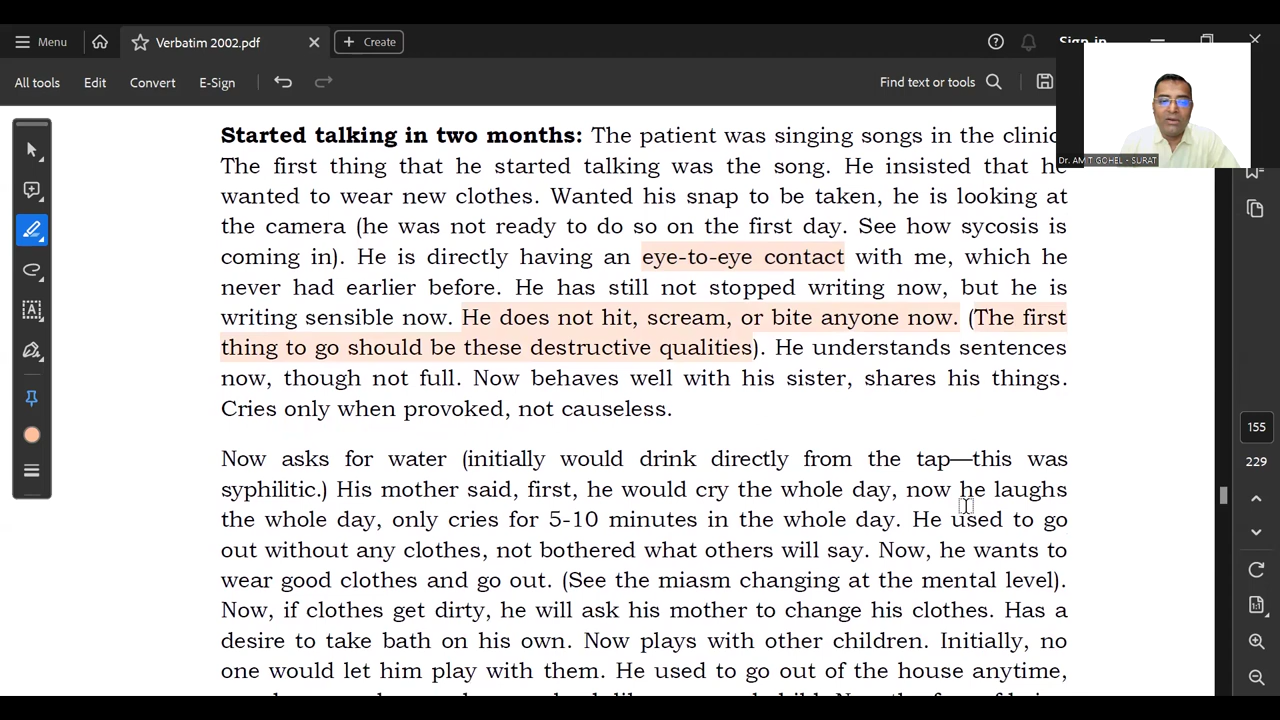 Menu
Verbatim 2002.pdf
Create
Sign in
All tools
Edit
Convert
E-Sign
Find text or tools
Dr. AMIT GOHEL - SURAT
Started talking in two months: The patient was singing songs in the clinic
The first thing that he started talking was the song. He insisted that he
wanted to wear new clothes. Wanted his snap to be taken, he is looking at
the camera (he was not ready to do so on the first day. See how sycosis is
coming in). He is directly having an eye-to-eye contact with me, which he
never had earlier before. He has still not stopped writing now, but he is
writing sensible now. He does not hit, scream, or bite anyone now. (The first
thing to go should be these destructive qualities). He understands sentences
now, though not full. Now behaves well with his sister, shares his things.
Cries only when provoked, not causeless.
Now asks for water (initially would drink directly from the tap—this was
syphilitic.) His mother said, first, he would cry the whole day, now he laughs
the whole day, only cries for 5-10 minutes in the whole day. He used to go
out without any clothes, not bothered what others will say. Now, he wants to
wear good clothes and go out. (See the miasm changing at the mental level).
Now, if clothes get dirty, he will ask his mother to change his clothes. Has a
desire to take bath on his own. Now plays with other children. Initially, no
one would let him play with them. He used to go out of the house anytime,
155
229